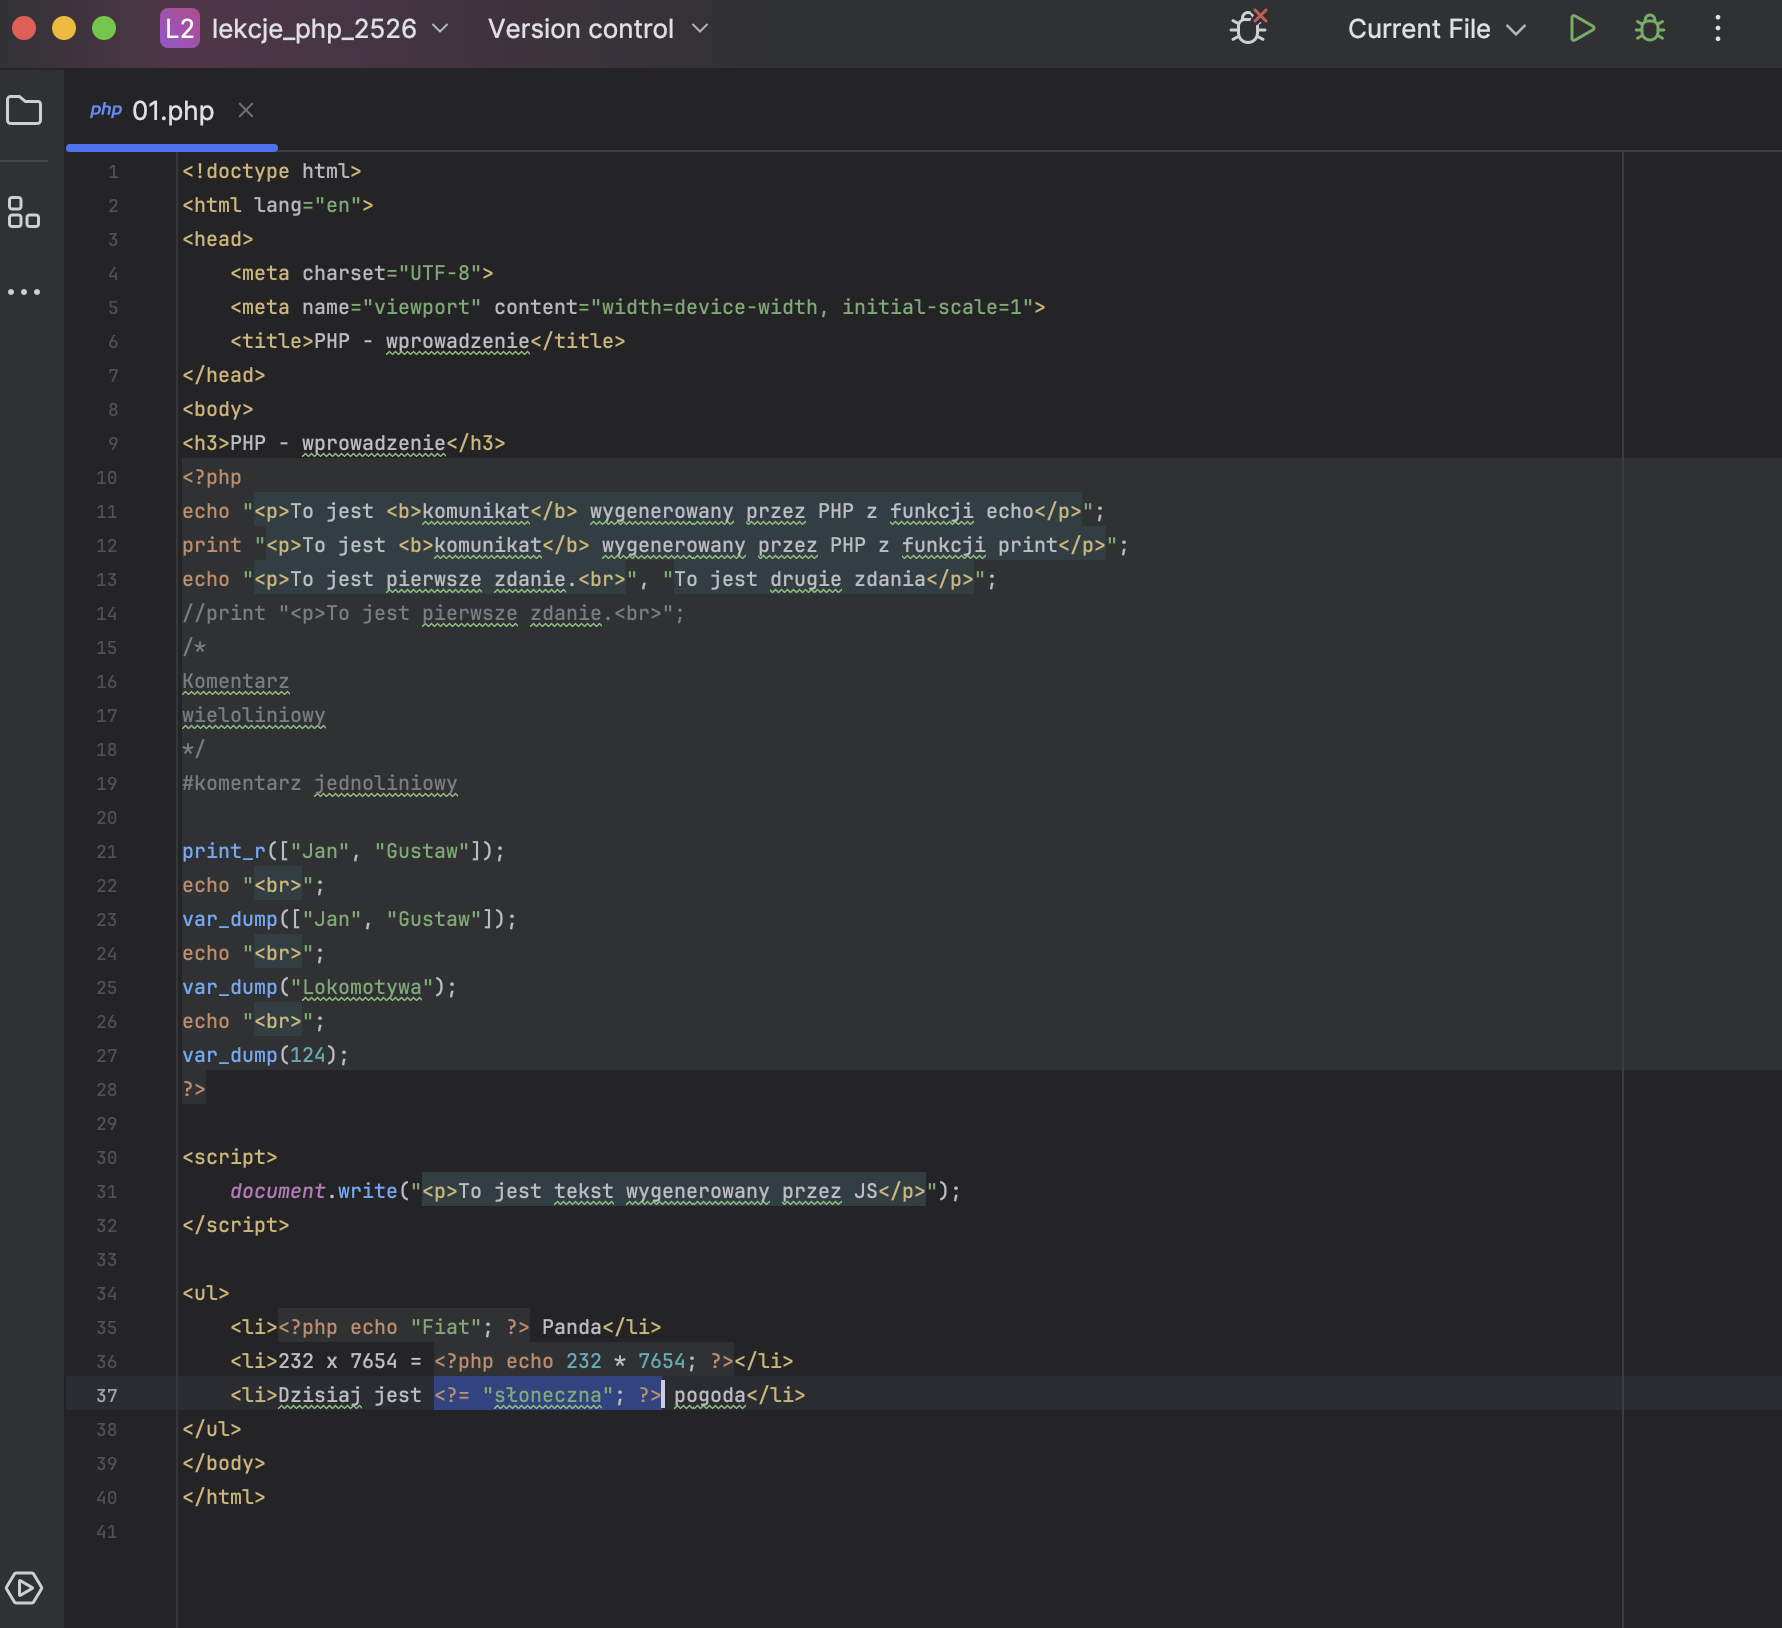 L2 lekcje_php_2526 Version control Current File
php 01.php
1 <!doctype html>
2 <html lang="en">
3 <head>
4     <meta charset="UTF-8">
5     <meta name="viewport" content="width=device-width, initial-scale=1">
6     <title>PHP - wprowadzenie</title>
7 </head>
8 <body>
9 <h3>PHP - wprowadzenie</h3>
10 <?php
11 echo "<p>To jest <b>komunikat</b> wygenerowany przez PHP z funkcji echo</p>";
12 print "<p>To jest <b>komunikat</b> wygenerowany przez PHP z funkcji print</p>";
13 echo "<p>To jest pierwsze zdanie.<br>", "To jest drugie zdania</p>";
14 //print "<p>To jest pierwsze zdanie.<br>";
15 /*
16 Komentarz
17 wieloliniowy
18 */
19 #komentarz jednoliniowy
20
21 print_r(["Jan", "Gustaw"]);
22 echo "<br>";
23 var_dump(["Jan", "Gustaw"]);
24 echo "<br>";
25 var_dump("Lokomotywa");
26 echo "<br>";
27 var_dump(124);
28 ?>
29
30 <script>
31     document.write("<p>To jest tekst wygenerowany przez JS</p>");
32 </script>
33
34 <ul>
35     <li><?php echo "Fiat"; ?> Panda</li>
36     <li>232 x 7654 = <?php echo 232 * 7654; ?></li>
37     <li>Dzisiaj jest <?= "słoneczna"; ?> pogoda</li>
38 </ul>
39 </body>
40 </html>
41